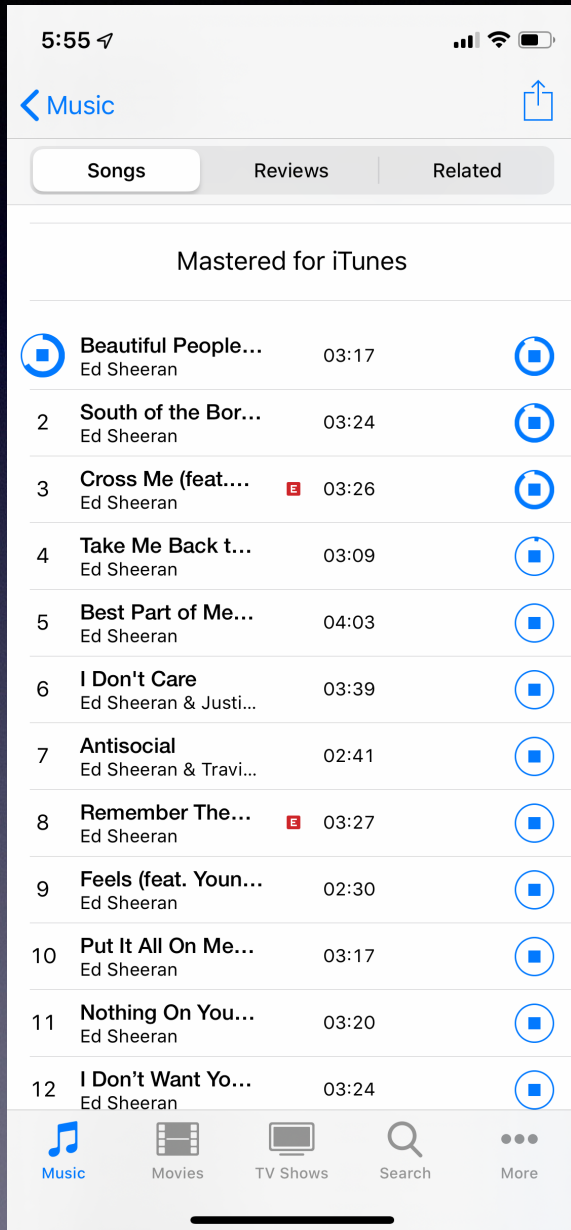 5:55
Music
Songs Reviews Related
Mastered for iTunes
Beautiful People... 03:17
Ed Sheeran
2 South of the Bor... 03:24
Ed Sheeran
3 Cross Me (feat.... E 03:26
Ed Sheeran
4 Take Me Back t... 03:09
Ed Sheeran
5 Best Part of Me... 04:03
Ed Sheeran
6 I Don't Care 03:39
Ed Sheeran & Justi...
7 Antisocial 02:41
Ed Sheeran & Travi...
8 Remember The... E 03:27
Ed Sheeran
9 Feels (feat. Youn... 02:30
Ed Sheeran
10 Put It All On Me... 03:17
Ed Sheeran
11 Nothing On You... 03:20
Ed Sheeran
12 I Don’t Want Yo... 03:24
Ed Sheeran
Music Movies TV Shows Search More